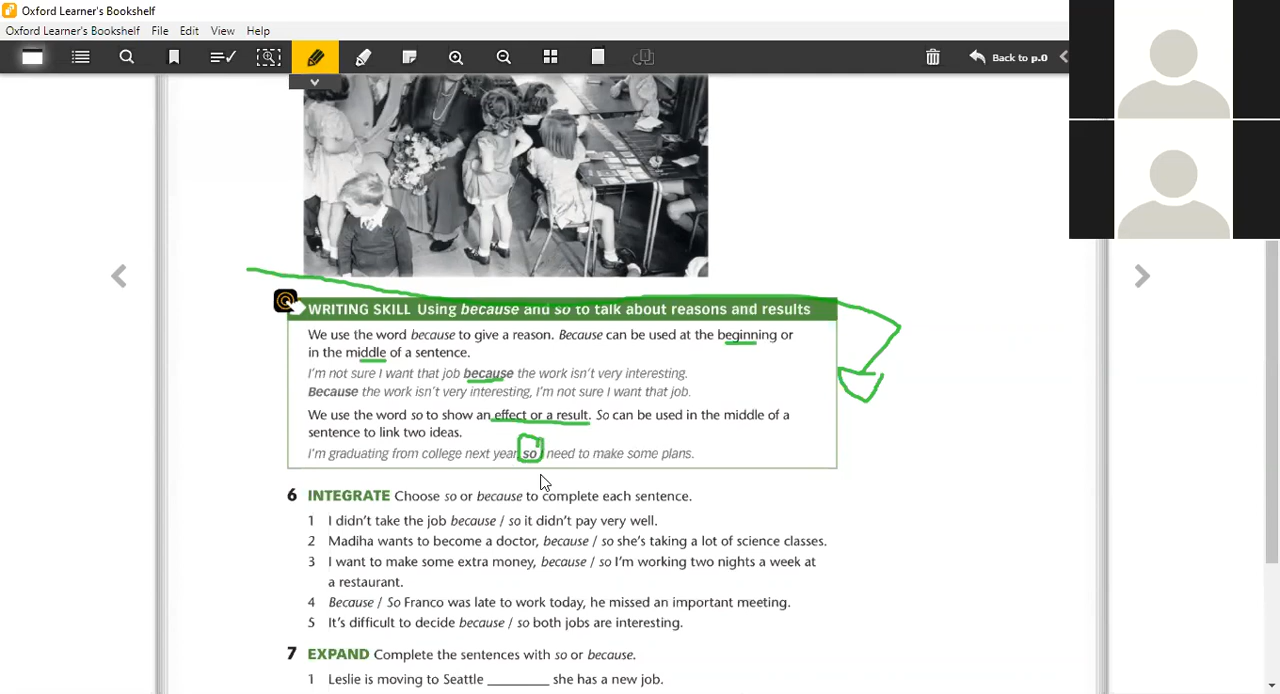 Oxford Learner's Bookshelf
Oxford Learner's Bookshelf File Edit View Help
Back to p.0
WRITING SKILL Using because and so to talk about reasons and results
We use the word because to give a reason. Because can be used at the beginning or
in the middle of a sentence.
I'm not sure I want that job because the work isn't very interesting.
Because the work isn't very interesting, I'm not sure I want that job.
We use the word so to show an effect or a result. So can be used in the middle of a
sentence to link two ideas.
I'm graduating from college next year so I need to make some plans.
6 INTEGRATE Choose so or because to complete each sentence.
1 I didn't take the job because / so it didn't pay very well.
2 Madiha wants to become a doctor, because / so she's taking a lot of science classes.
3 I want to make some extra money, because / so I'm working two nights a week at
a restaurant.
4 Because / So Franco was late to work today, he missed an important meeting.
5 It's difficult to decide because / so both jobs are interesting.
7 EXPAND Complete the sentences with so or because.
1 Leslie is moving to Seattle _________ she has a new job.